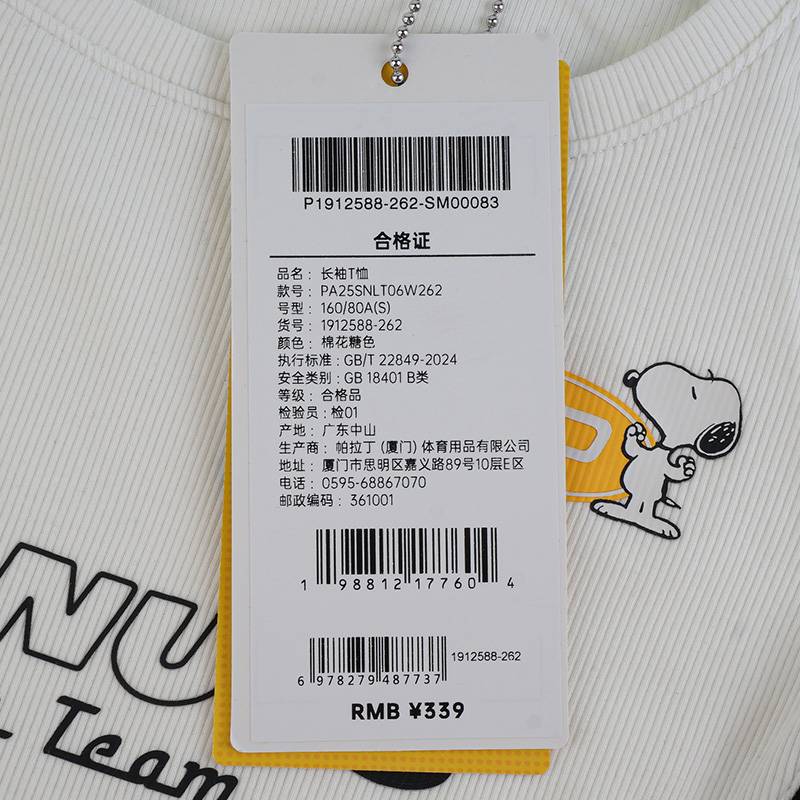 P1912588-262-SM00083
合格证
品名：长袖T恤
款号：PA25SNLT06W262
号型：160/80A(S)
货号：1912588-262
颜色：棉花糖色
执行标准：GB/T 22849-2024
安全类别：GB 18401 B类
等级：合格品
检验员：检01
产地：广东中山
生产商：帕拉丁（厦门）体育用品有限公司
地址：厦门市思明区嘉义路89号10层E区
电话：0595-68867070
邮政编码：361001
1 98812 17760 4
1912588-262
6 978279 487737
RMB ¥339
NU
Team
P